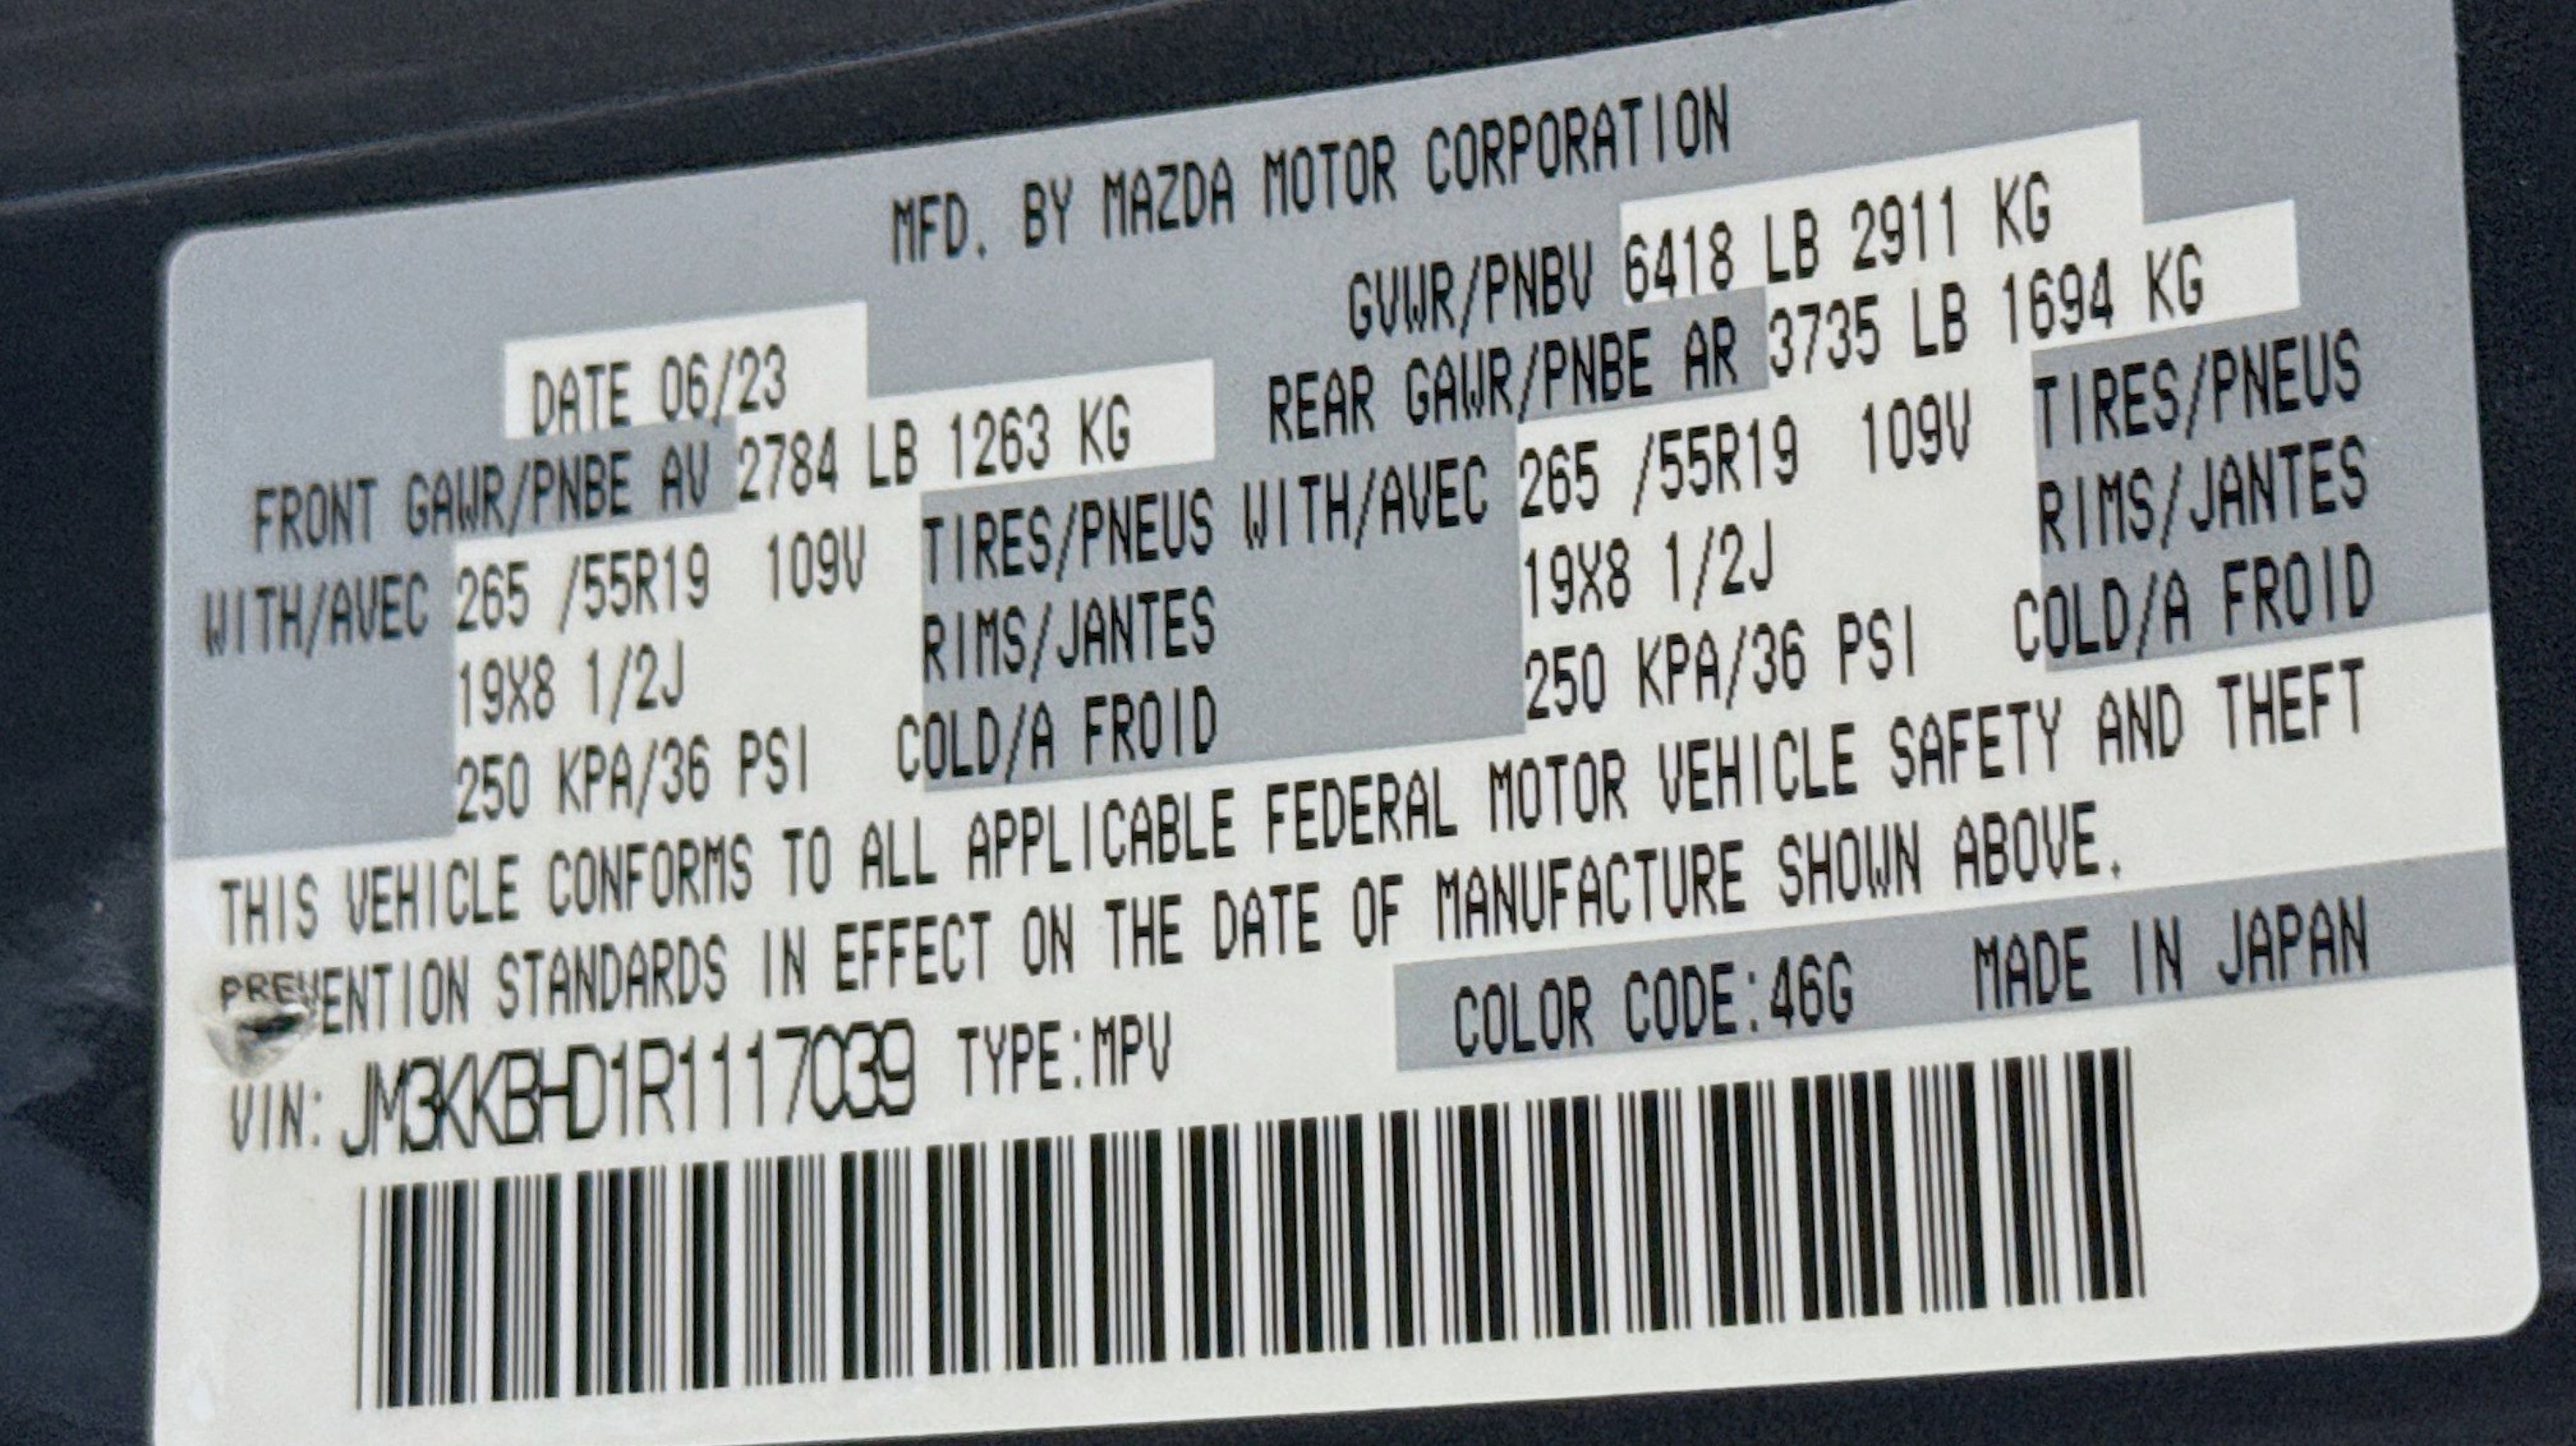 MFD. BY MAZDA MOTOR CORPORATION
GVWR/PNBV 6418 LB 2911 KG
DATE 06/23
FRONT GAWR/PNBE AV 2784 LB 1263 KG REAR GAWR/PNBE AR 3735 LB 1694 KG
WITH/AVEC 265 /55R19 109V TIRES/PNEUS WITH/AVEC 265 /55R19 109V TIRES/PNEUS
19X8 1/2J RIMS/JANTES 19X8 1/2J RIMS/JANTES
250 KPA/36 PSI COLD/A FROID 250 KPA/36 PSI COLD/A FROID
THIS VEHICLE CONFORMS TO ALL APPLICABLE FEDERAL MOTOR VEHICLE SAFETY AND THEFT
PREVENTION STANDARDS IN EFFECT ON THE DATE OF MANUFACTURE SHOWN ABOVE.
COLOR CODE:46G MADE IN JAPAN
VIN: JM3KKBHD1R1117039 TYPE:MPV